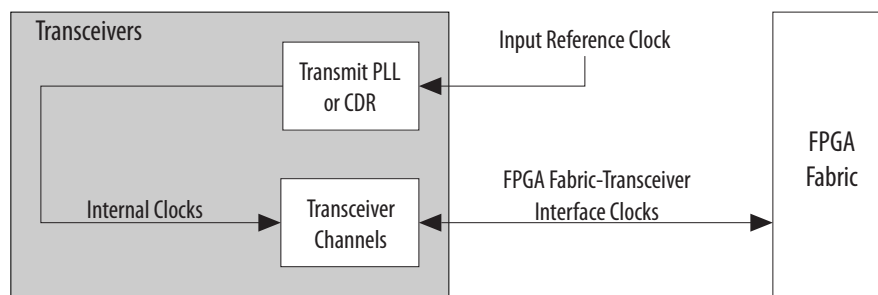 Transceivers
Transmit PLL
or CDR
Input Reference Clock
FPGA
Fabric
Internal Clocks
Transceiver
Channels
FPGA Fabric-Transceiver
Interface Clocks